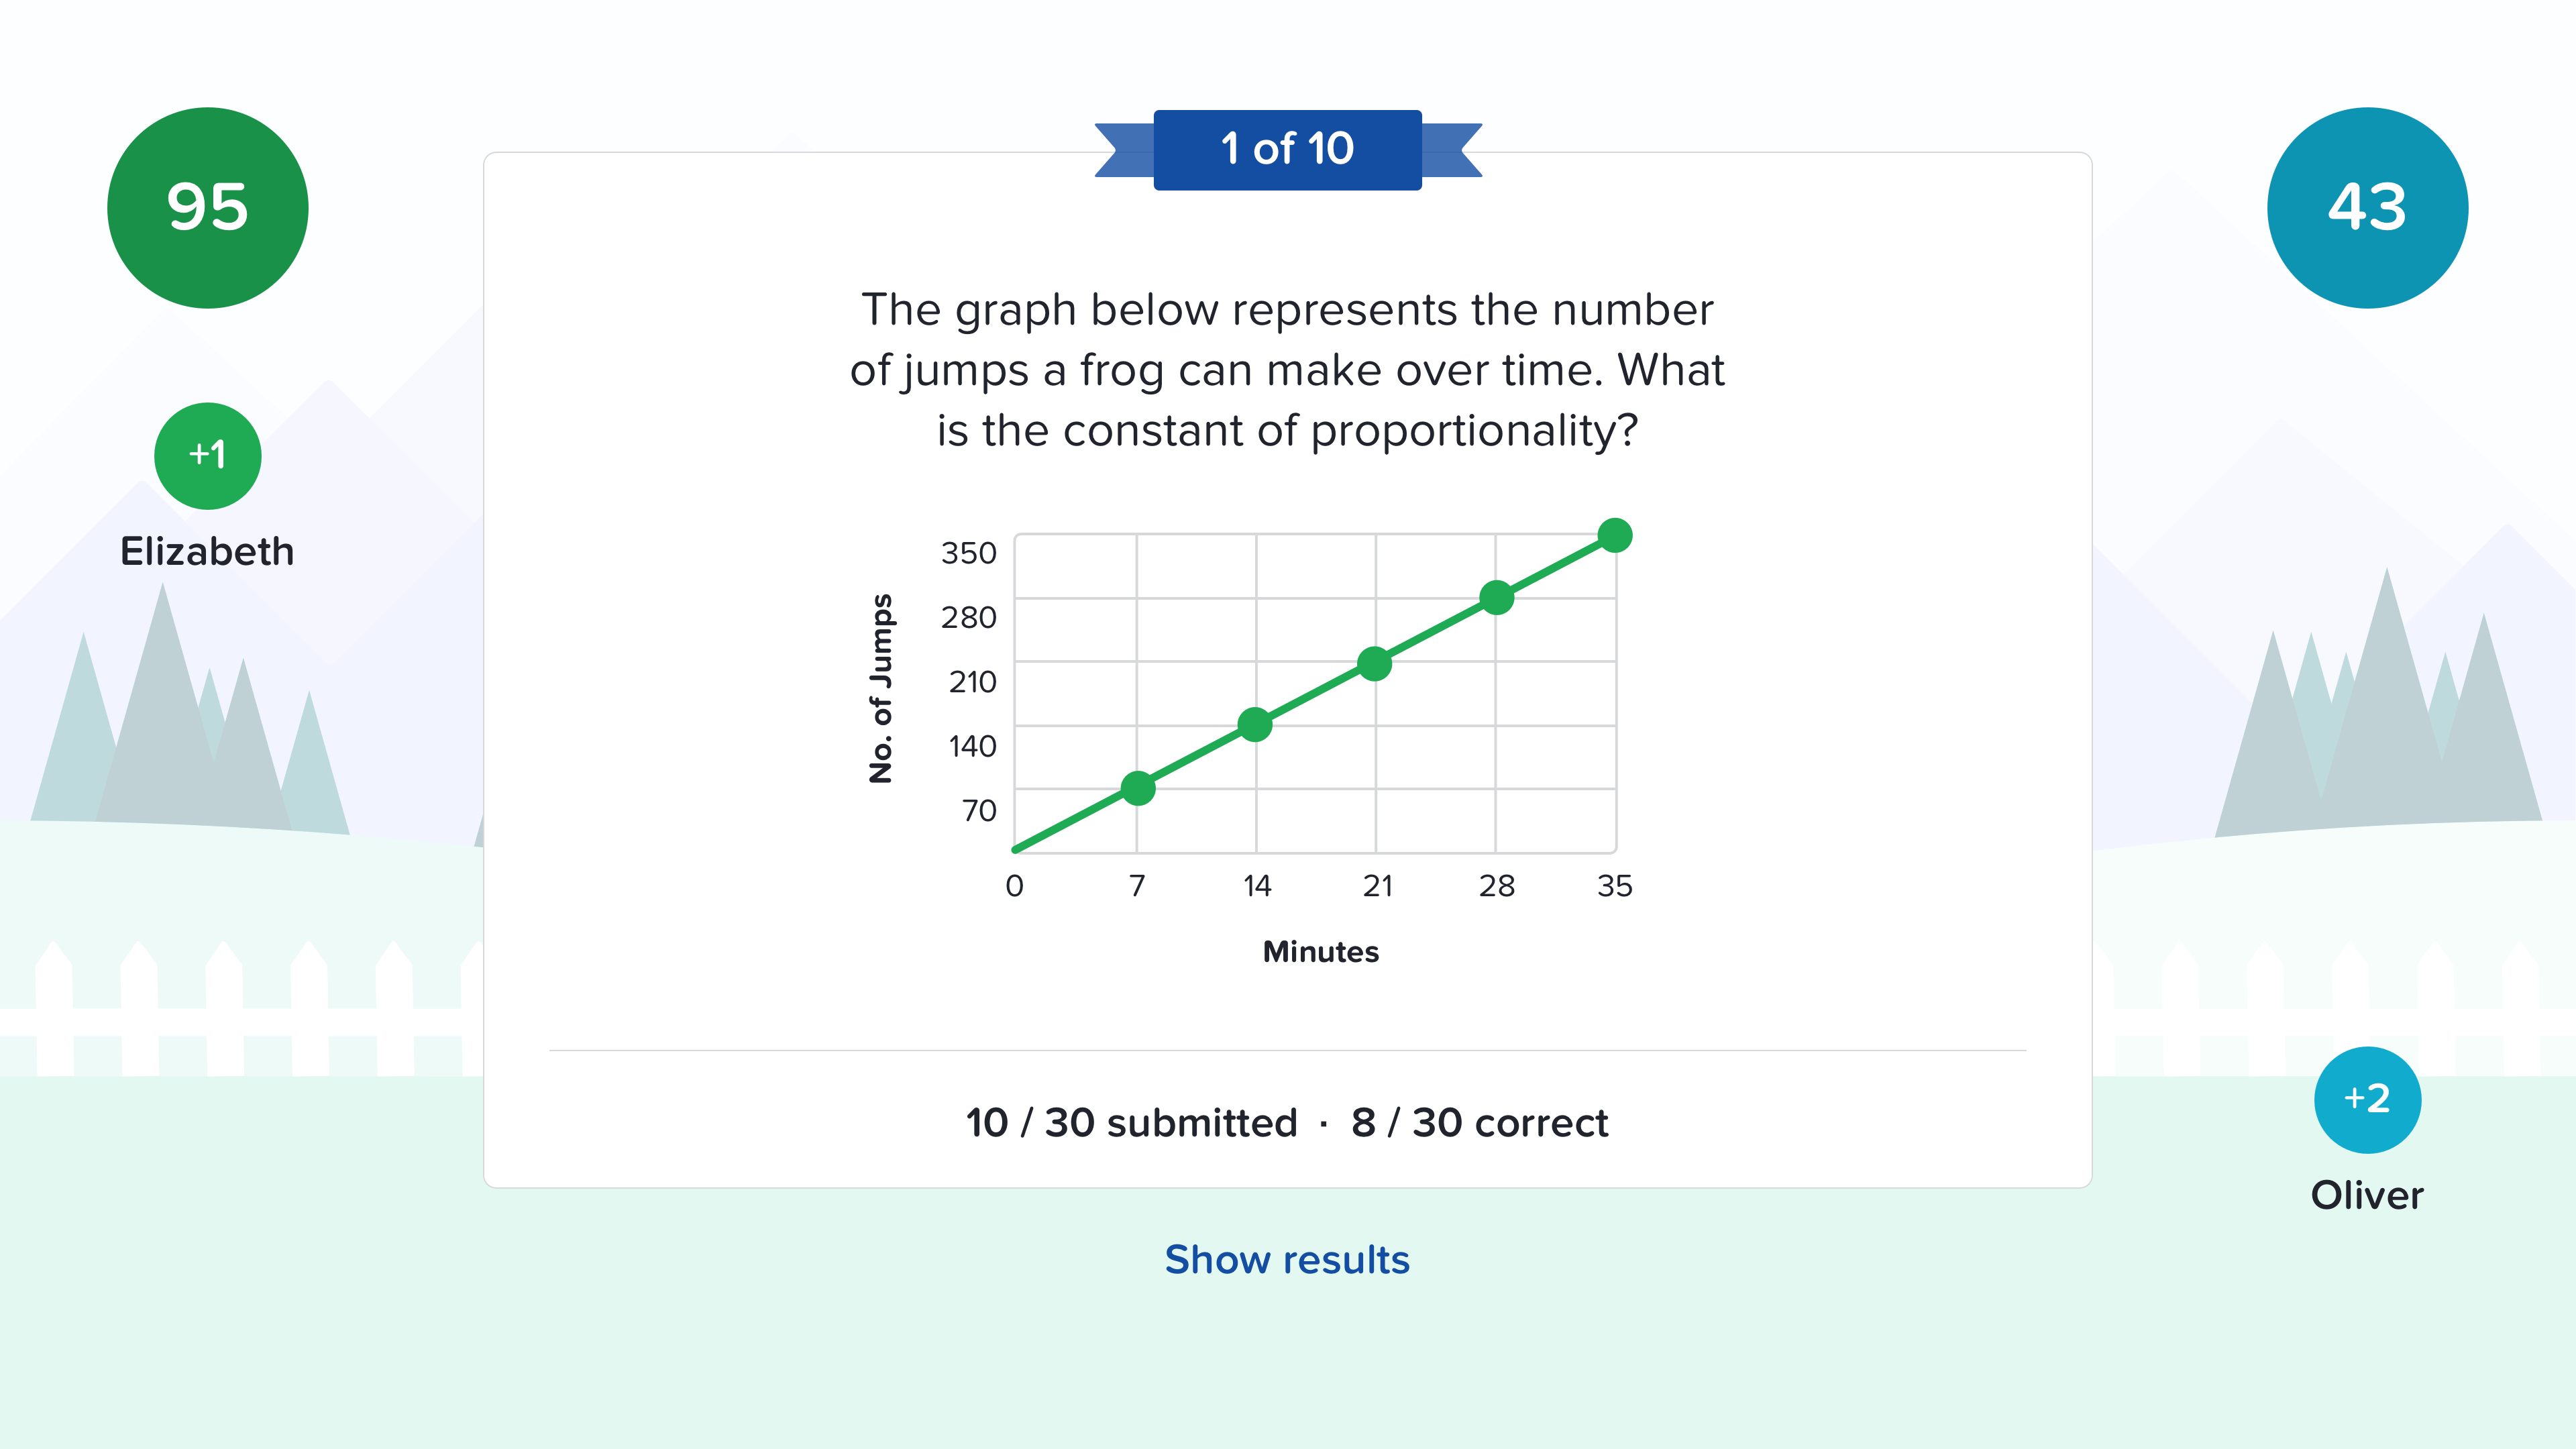 1 of 10
95
43
The graph below represents the number
of jumps a frog can make over time. What
is the constant of proportionality?
+1
Elizabeth
No. of Jumps
350
280
210
140
70
0 7 14 21 28 35
Minutes
10 / 30 submitted · 8 / 30 correct
+2
Oliver
Show results